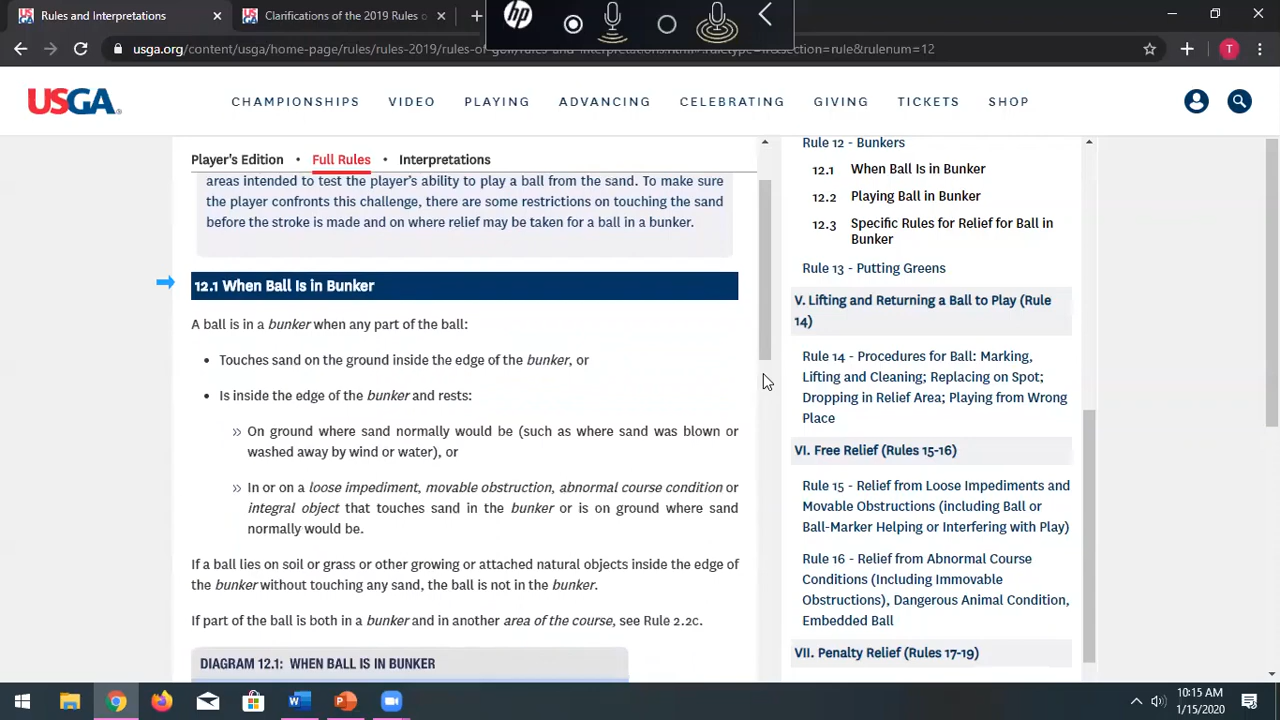 Rules and Interpretations
Clarifications of the 2019 Rules o
hp
usga.org/content/usga/home-page/rules/rules-2019/rules-of-golf/rules-and-interpretations.html#!ruletype=fr&section=rule&rulenum=12
T
USGA
CHAMPIONSHIPS VIDEO PLAYING ADVANCING CELEBRATING GIVING TICKETS SHOP
Player's Edition • Full Rules • Interpretations
areas intended to test the player's ability to play a ball from the sand. To make sure
the player confronts this challenge, there are some restrictions on touching the sand
before the stroke is made and on where relief may be taken for a ball in a bunker.
12.1 When Ball Is in Bunker
A ball is in a bunker when any part of the ball:
• Touches sand on the ground inside the edge of the bunker, or
• Is inside the edge of the bunker and rests:
» On ground where sand normally would be (such as where sand was blown or
washed away by wind or water), or
» In or on a loose impediment, movable obstruction, abnormal course condition or
integral object that touches sand in the bunker or is on ground where sand
normally would be.
If a ball lies on soil or grass or other growing or attached natural objects inside the edge of
the bunker without touching any sand, the ball is not in the bunker.
If part of the ball is both in a bunker and in another area of the course, see Rule 2.2c.
DIAGRAM 12.1: WHEN BALL IS IN BUNKER
Rule 12 - Bunkers
12.1 When Ball Is in Bunker
12.2 Playing Ball in Bunker
12.3 Specific Rules for Relief for Ball in
Bunker
Rule 13 - Putting Greens
V. Lifting and Returning a Ball to Play (Rule
14)
Rule 14 - Procedures for Ball: Marking,
Lifting and Cleaning; Replacing on Spot;
Dropping in Relief Area; Playing from Wrong
Place
VI. Free Relief (Rules 15-16)
Rule 15 - Relief from Loose Impediments and
Movable Obstructions (including Ball or
Ball-Marker Helping or Interfering with Play)
Rule 16 - Relief from Abnormal Course
Conditions (Including Immovable
Obstructions), Dangerous Animal Condition,
Embedded Ball
VII. Penalty Relief (Rules 17-19)
10:15 AM
1/15/2020